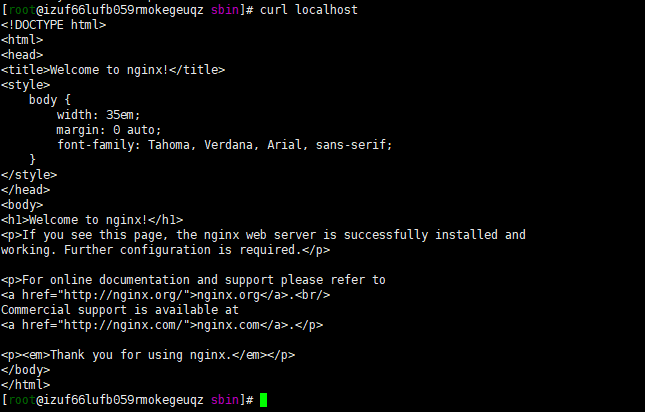 [root@izuf66lufb059rmokegeuqz sbin]# curl localhost
<!DOCTYPE html>
<html>
<head>
<title>Welcome to nginx!</title>
<style>
    body {
        width: 35em;
        margin: 0 auto;
        font-family: Tahoma, Verdana, Arial, sans-serif;
    }
</style>
</head>
<body>
<h1>Welcome to nginx!</h1>
<p>If you see this page, the nginx web server is successfully installed and
working. Further configuration is required.</p>

<p>For online documentation and support please refer to
<a href="http://nginx.org/">nginx.org</a>.<br/>
Commercial support is available at
<a href="http://nginx.com/">nginx.com</a>.</p>

<p><em>Thank you for using nginx.</em></p>
</body>
</html>
[root@izuf66lufb059rmokegeuqz sbin]#